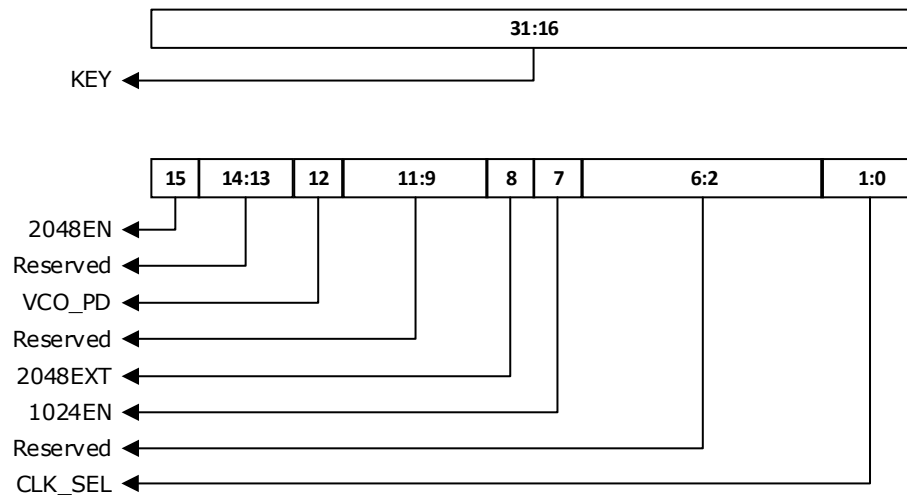 31:16
KEY
15 14:13 12 11:9 8 7 6:2 1:0
2048EN
Reserved
VCO_PD
Reserved
2048EXT
1024EN
Reserved
CLK_SEL